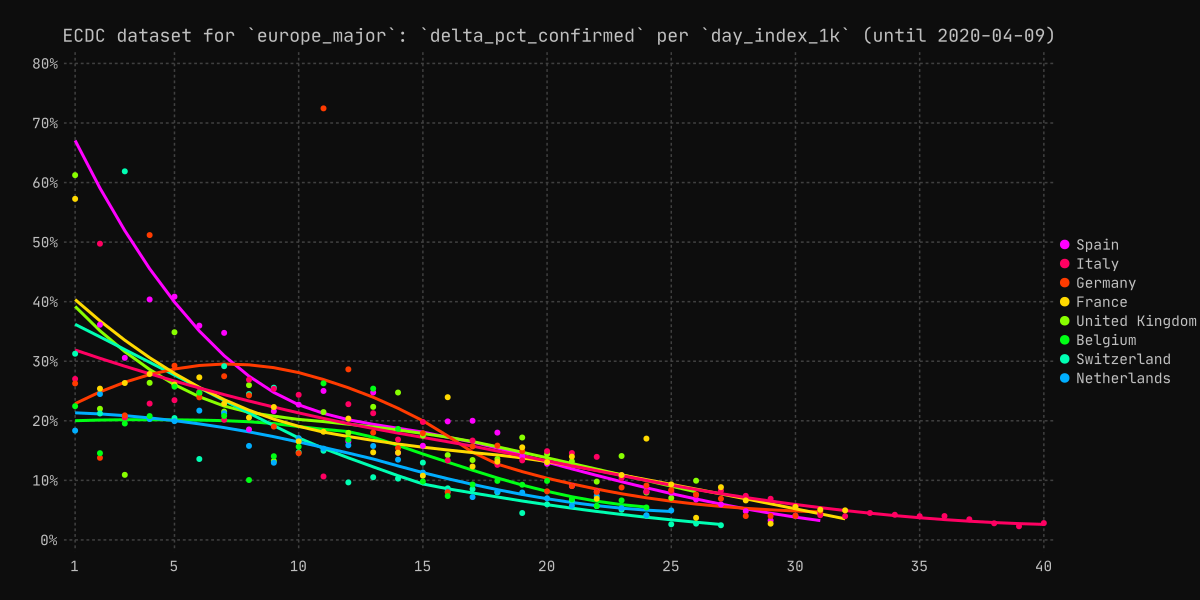 ECDC dataset for `europe_major`: `delta_pct_confirmed` per `day_index_1k` (until 2020-04-09)
80%
70%
60%
50%
40%
30%
20%
10%
0%
1 5 10 15 20 25 30 35 40
Spain
Italy
Germany
France
United Kingdom
Belgium
Switzerland
Netherlands